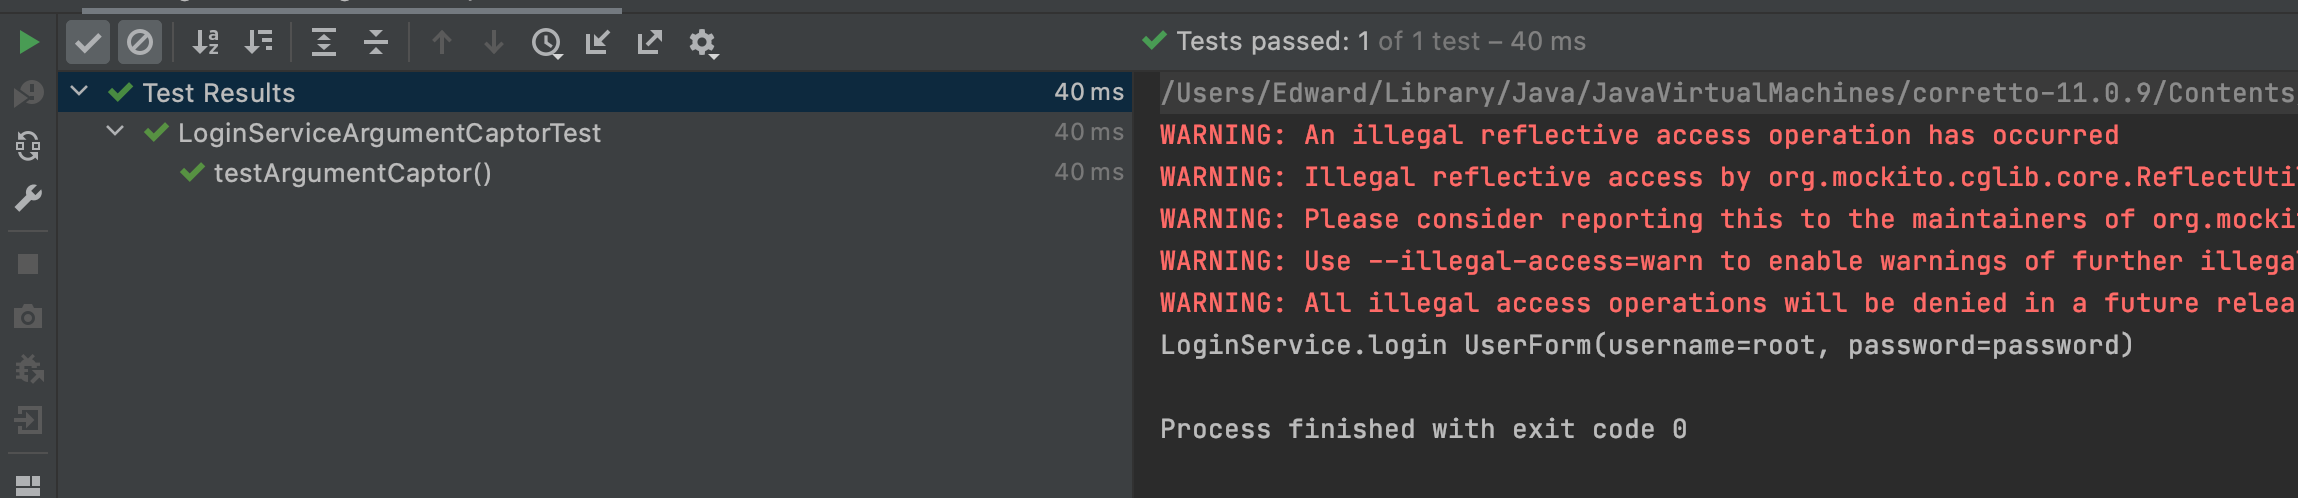 Tests passed: 1 of 1 test – 40 ms
Test Results 40 ms
LoginServiceArgumentCaptorTest 40 ms
testArgumentCaptor() 40 ms
/Users/Edward/Library/Java/JavaVirtualMachines/corretto-11.0.9/Contents
WARNING: An illegal reflective access operation has occurred
WARNING: Illegal reflective access by org.mockito.cglib.core.ReflectUti
WARNING: Please consider reporting this to the maintainers of org.mocki
WARNING: Use --illegal-access=warn to enable warnings of further illega
WARNING: All illegal access operations will be denied in a future relea
LoginService.login UserForm(username=root, password=password)
Process finished with exit code 0